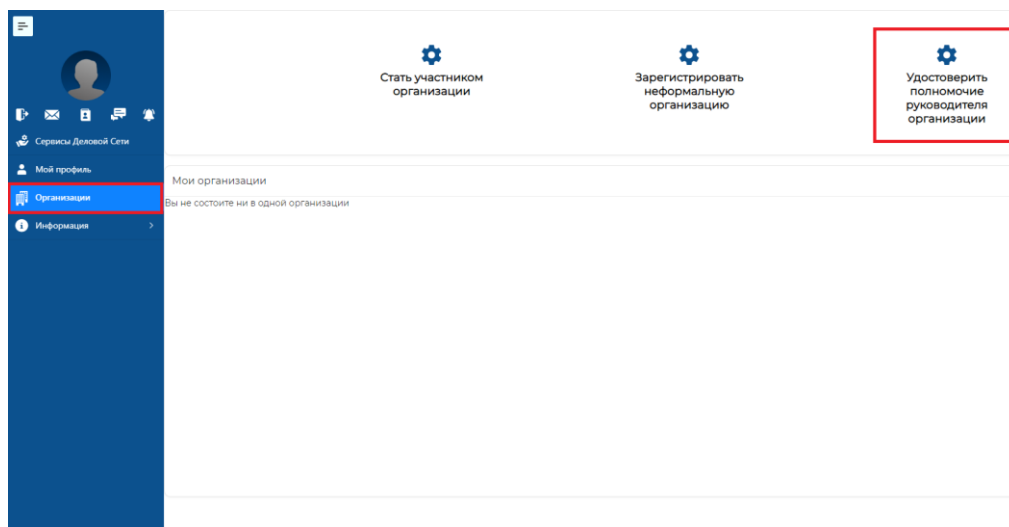 Сервисы Деловой Сети
Мой профиль
Организации
Информация
Стать участником
организации
Зарегистрировать
неформальную
организацию
Удостоверить
полномочие
руководителя
организации
Мои организации
Вы не состоите ни в одной организации